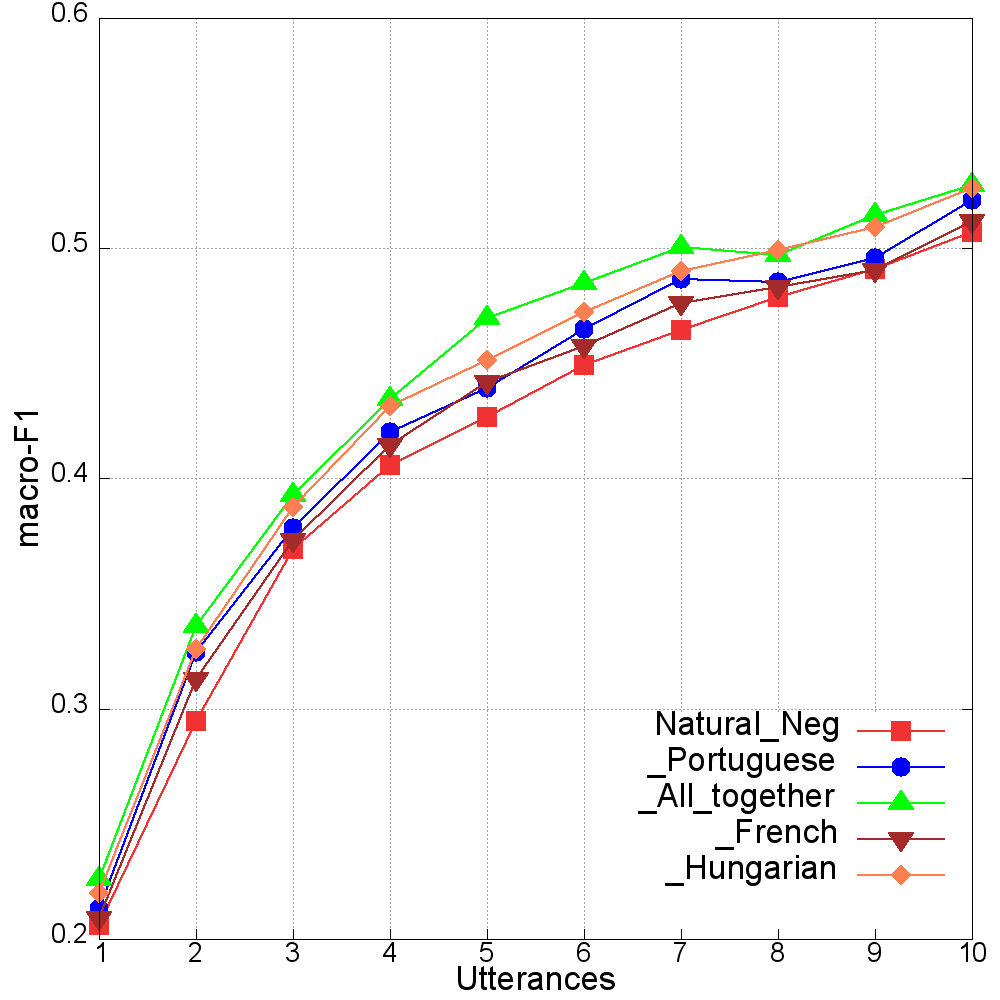 0.6
0.5
0.4
0.3
0.2
macro-F1
1 2 3 4 5 6 7 8 9 10
Utterances
Natural_Neg
_Portuguese
_All_together
_French
_Hungarian